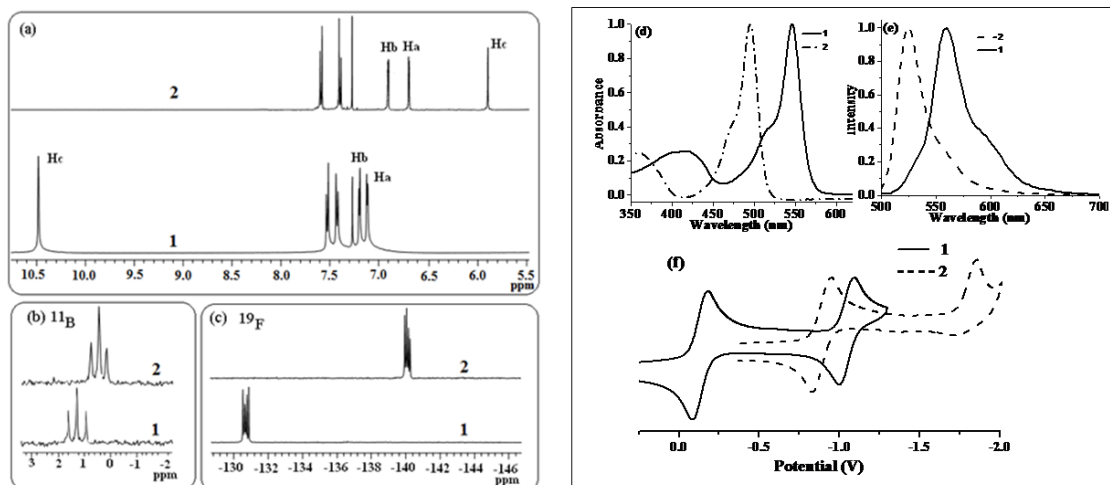 (a)
Hb Ha Hc
2
Hc
Hb
Ha
1
10.5 10.0 9.5 9.0 8.5 8.0 7.5 7.0 6.5 6.0 5.5
ppm
(b) 11B
2
1
3 2 1 0 -1 -2
ppm
(c) 19F
2
1
-130 -132 -134 -136 -138 -140 -142 -144 -146
ppm
(d)
1
2
1.0
0.8
0.6
0.4
0.2
0.0
Absorbance
350 400 450 500 550 600
Wavelength (nm)
(e)
-2
1
1.0
0.8
0.6
0.4
0.2
0.0
Intensity
500 550 600 650 700
Wavelength (nm)
(f)
1
2
0.0 -0.5 -1.0 -1.5 -2.0
Potential (V)